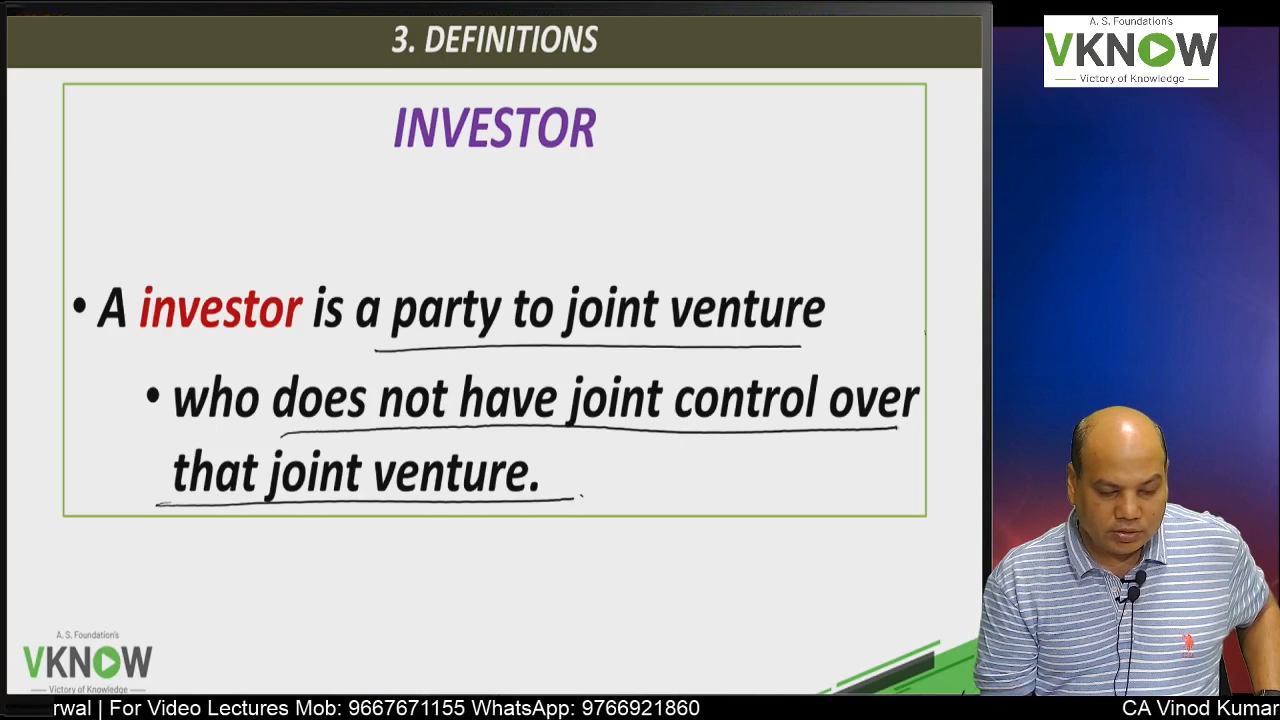 3. DEFINITIONS
A. S. Foundation's
VKNOW
Victory of Knowledge
INVESTOR
• A investor is a party to joint venture
• who does not have joint control over
that joint venture.
A. S. Foundation's
VKNOW
Victory of Knowledge
rwal | For Video Lectures Mob: 9667671155 WhatsApp: 9766921860
CA Vinod Kumar